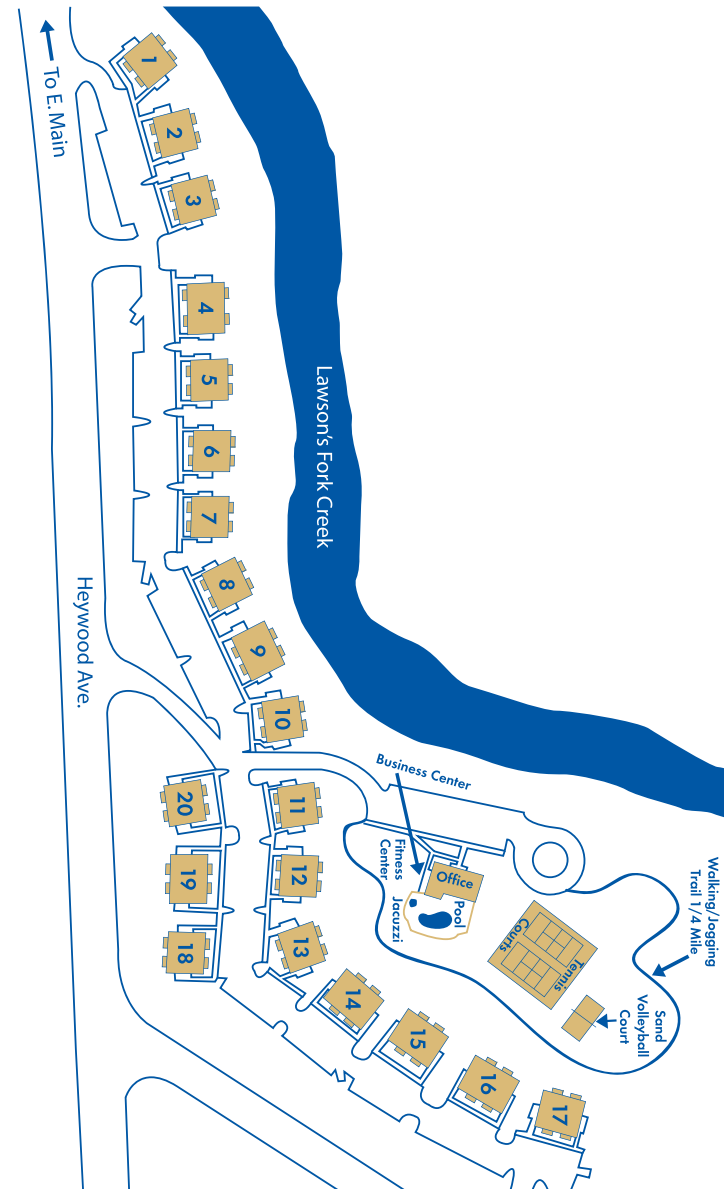 1
To E. Main
2
3
4
5
Lawson's Fork Creek
6
7
8
Heywood Ave.
9
10
Business Center
20
11
Fitness
Center
12
Office
Walking/Jogging
Trail 1/4 Mile
19
Jacuzzi
Pool
Tennis
Courts
18
13
14
Sand
Volleyball
Court
15
16
17